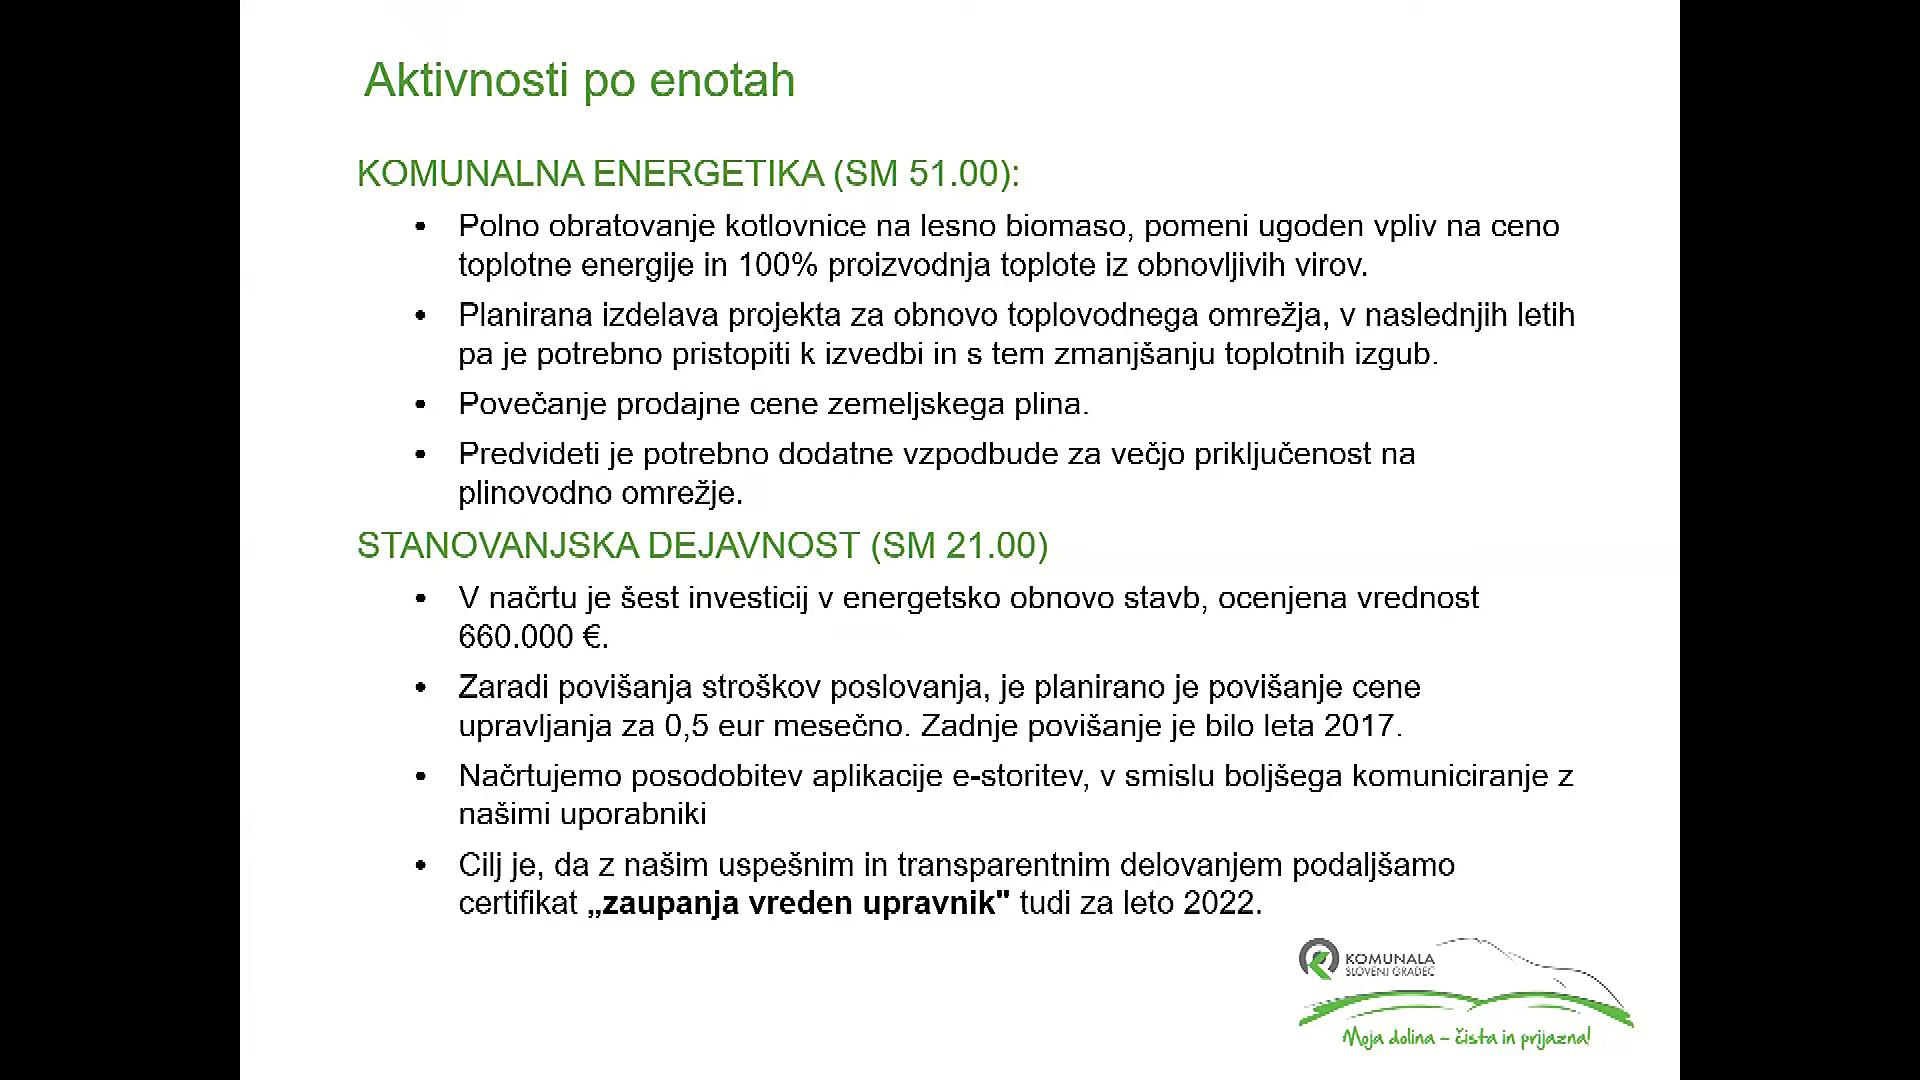 Aktivnosti po enotah
KOMUNALNA ENERGETIKA (SM 51.00):
• Polno obratovanje kotlovnice na lesno biomaso, pomeni ugoden vpliv na ceno
toplotne energije in 100% proizvodnja toplote iz obnovljivih virov.
• Planirana izdelava projekta za obnovo toplovodnega omrežja, v naslednjih letih
pa je potrebno pristopiti k izvedbi in s tem zmanjšanju toplotnih izgub.
• Povečanje prodajne cene zemeljskega plina.
• Predvideti je potrebno dodatne vzpodbude za večjo priključenost na
plinovodno omrežje.
STANOVANJSKA DEJAVNOST (SM 21.00)
• V načrtu je šest investicij v energetsko obnovo stavb, ocenjena vrednost
660.000 €.
• Zaradi povišanja stroškov poslovanja, je planirano je povišanje cene
upravljanja za 0,5 eur mesečno. Zadnje povišanje je bilo leta 2017.
• Načrtujemo posodobitev aplikacije e-storitev, v smislu boljšega komuniciranje z
našimi uporabniki
• Cilj je, da z našim uspešnim in transparentnim delovanjem podaljšamo
certifikat „zaupanja vreden upravnik" tudi za leto 2022.
KOMUNALA
SLOVENJ GRADEC
Moja dolina – čista in prijazna!